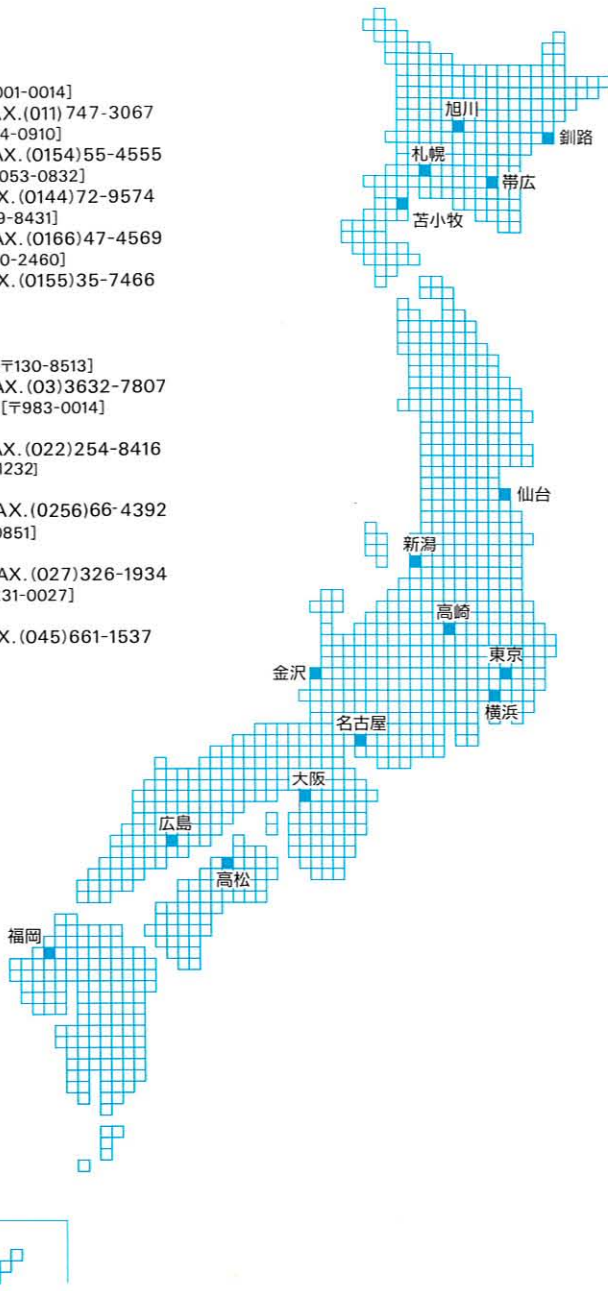 001-0014]
AX.(011)747-3067
4-0910]
AX.(0154)55-4555
053-0832]
X.(0144)72-9574
9-8431]
AX.(0166)47-4569
0-2460]
X.(0155)35-7466
[〒130-8513]
AX.(03)3632-7807
[〒983-0014]
AX.(022)254-8416
1232]
AX.(0256)66-4392
0851]
AX.(027)326-1934
231-0027]
X.(045)661-1537
旭川
釧路
札幌
帯広
苫小牧
仙台
新潟
高崎
東京
金沢
横浜
名古屋
大阪
広島
高松
福岡